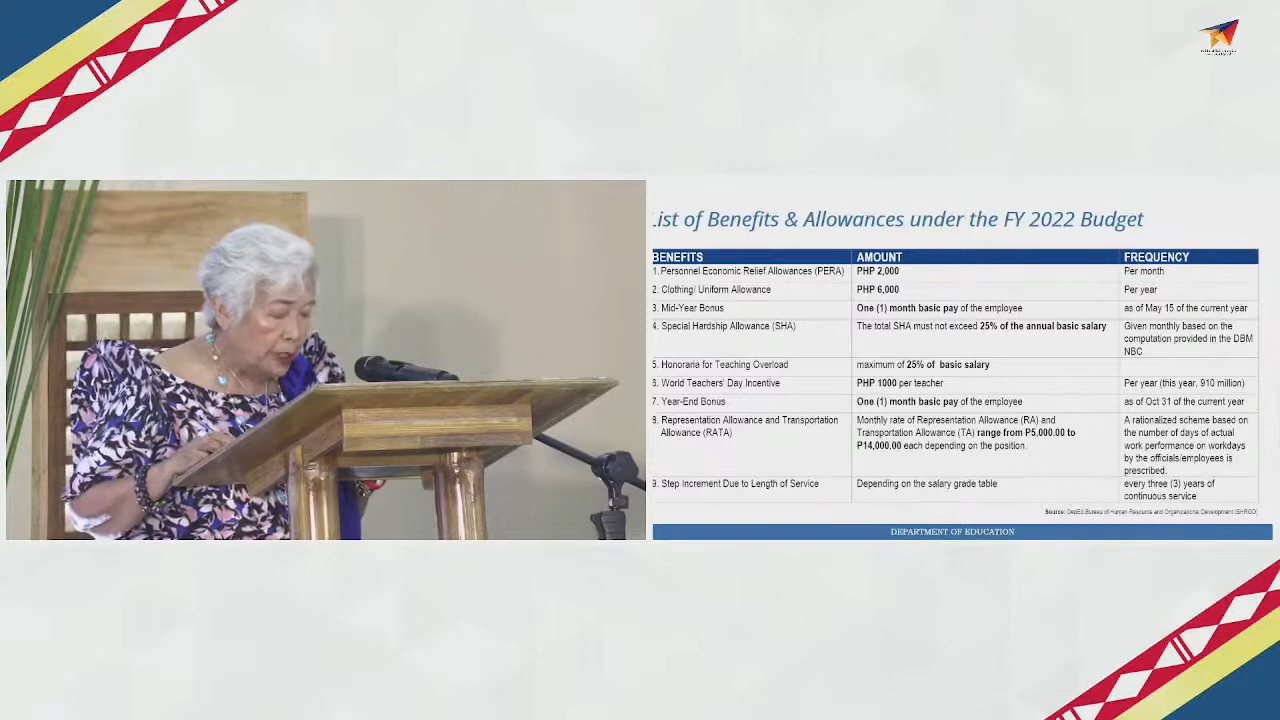 List of Benefits & Allowances under the FY 2022 Budget
BENEFITS AMOUNT FREQUENCY
1. Personnel Economic Relief Allowances (PERA) PHP 2,000 Per month
2. Clothing/ Uniform Allowance PHP 6,000 Per year
3. Mid-Year Bonus One (1) month basic pay of the employee as of May 15 of the current year
4. Special Hardship Allowance (SHA) The total SHA must not exceed 25% of the annual basic salary Given monthly based on the
computation provided in the DBM
NBC
5. Honoraria for Teaching Overload maximum of 25% of basic salary
6. World Teachers' Day Incentive PHP 1000 per teacher Per year (this year, 910 million)
7. Year-End Bonus One (1) month basic pay of the employee as of Oct 31 of the current year
8. Representation Allowance and Transportation Monthly rate of Representation Allowance (RA) and A rationalized scheme based on
Allowance (RATA) Transportation Allowance (TA) range from P5,000.00 to the number of days of actual
P14,000.00 each depending on the position. work performance on workdays
by the officials/employees is
prescribed.
9. Step Increment Due to Length of Service Depending on the salary grade table every three (3) years of
continuous service
Source: DepEd Bureau of Human Resource and Organizational Development (BHROD)
DEPARTMENT OF EDUCATION